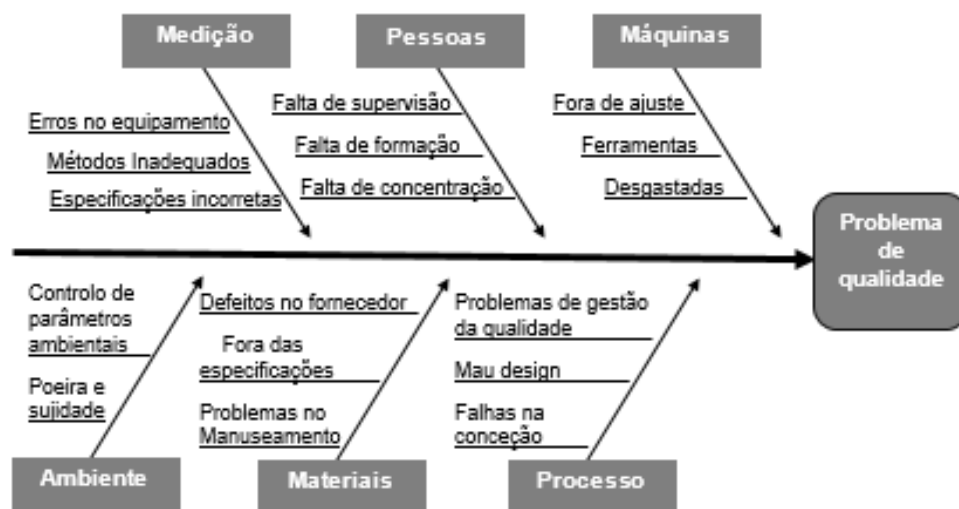 Medição
Pessoas
Máquinas
Erros no equipamento
Métodos Inadequados
Especificações incorretas
Falta de supervisão
Falta de formação
Falta de concentração
Fora de ajuste
Ferramentas
Desgastadas
Problema
de
qualidade
Controlo de
parâmetros
ambientais
Poeira e
sujidade
Defeitos no fornecedor
Fora das
especificações
Problemas no
Manuseamento
Problemas de gestão
da qualidade
Mau design
Falhas na
conceção
Ambiente
Materiais
Processo